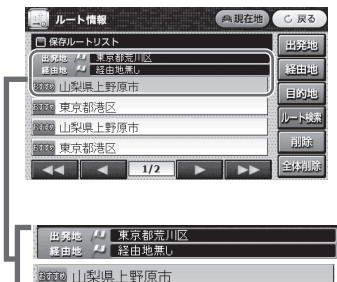 ルート情報
現在地
戻る
保存ルートリスト
出発地 東京都荒川区
経由地 経由地無し
おすすめ 山梨県上野原市
おすすめ 東京都港区
おすすめ 山梨県上野原市
おすすめ 東京都港区
1/2
出発地
経由地
目的地
ルート検索
削除
全体削除
出発地 東京都荒川区
経由地 経由地無し
おすすめ 山梨県上野原市